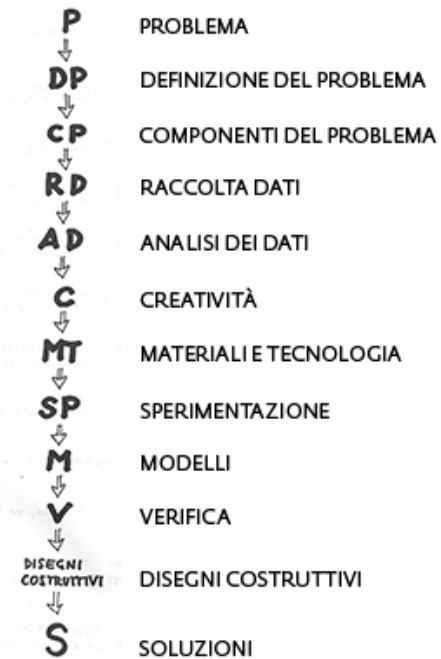 P PROBLEMA
DP DEFINIZIONE DEL PROBLEMA
CP COMPONENTI DEL PROBLEMA
RD RACCOLTA DATI
AD ANALISI DEI DATI
C CREATIVITÀ
MT MATERIALI E TECNOLOGIA
SP SPERIMENTAZIONE
M MODELLI
V VERIFICA
DISEGNI
COSTRUTTIVI DISEGNI COSTRUTTIVI
S SOLUZIONI